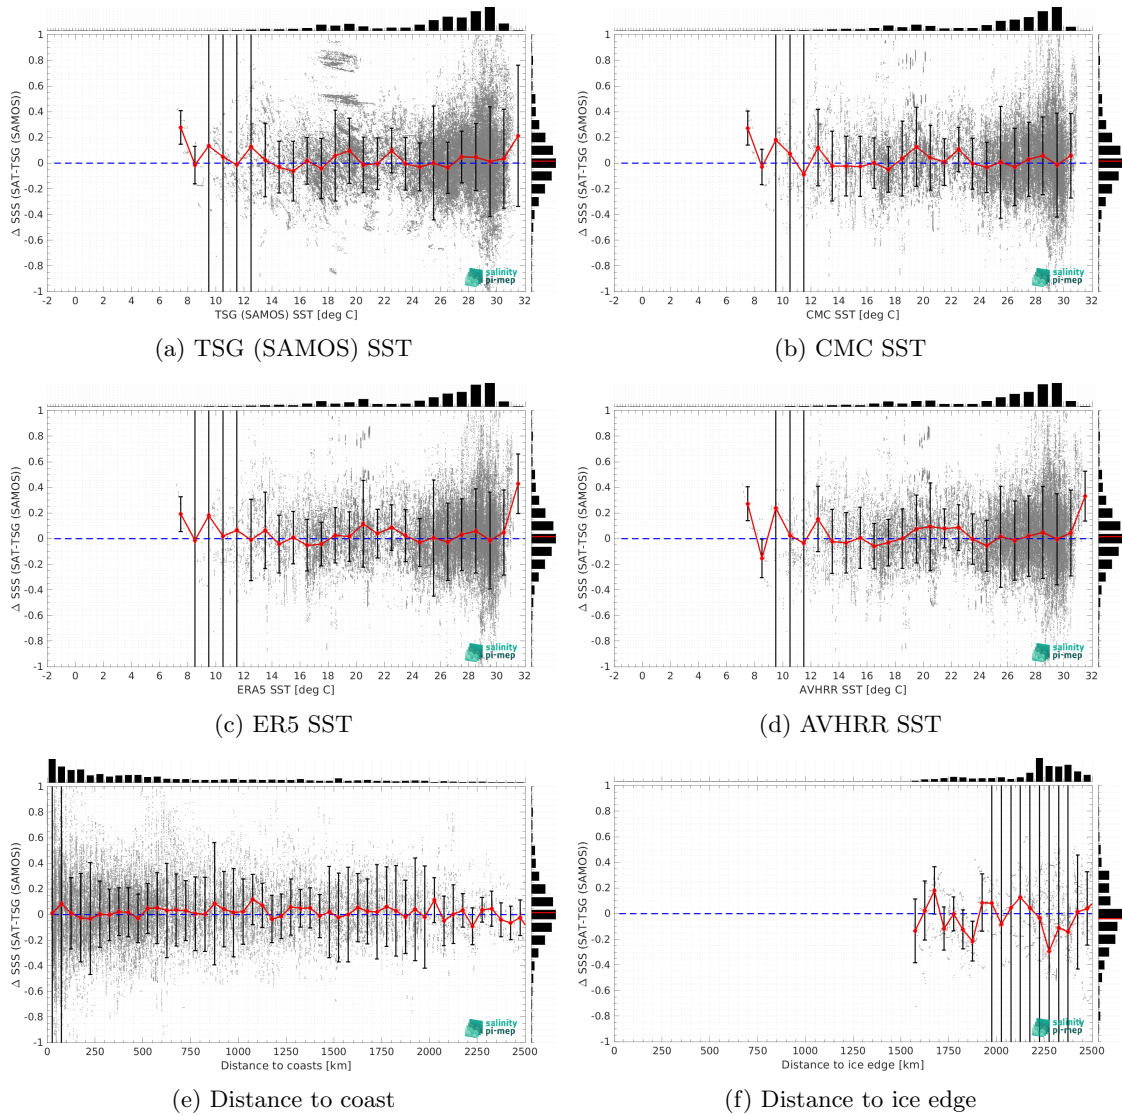 1
0.8
0.6
0.4
0.2
0
-0.2
-0.4
-0.6
-0.8
-1
Δ SSS (SAT-TSG (SAMOS))
salinity
pi-mep
-2 0 2 4 6 8 10 12 14 16 18 20 22 24 26 28 30 32
TSG (SAMOS) SST [deg C]
(a) TSG (SAMOS) SST
1
0.8
0.6
0.4
0.2
0
-0.2
-0.4
-0.6
-0.8
-1
Δ SSS (SAT-TSG (SAMOS))
salinity
pi-mep
-2 0 2 4 6 8 10 12 14 16 18 20 22 24 26 28 30 32
CMC SST [deg C]
(b) CMC SST
1
0.8
0.6
0.4
0.2
0
-0.2
-0.4
-0.6
-0.8
-1
Δ SSS (SAT-TSG (SAMOS))
salinity
pi-mep
-2 0 2 4 6 8 10 12 14 16 18 20 22 24 26 28 30 32
ERA5 SST [deg C]
(c) ER5 SST
1
0.8
0.6
0.4
0.2
0
-0.2
-0.4
-0.6
-0.8
-1
Δ SSS (SAT-TSG (SAMOS))
salinity
pi-mep
-2 0 2 4 6 8 10 12 14 16 18 20 22 24 26 28 30 32
AVHRR SST [deg C]
(d) AVHRR SST
1
0.8
0.6
0.4
0.2
0
-0.2
-0.4
-0.6
-0.8
-1
Δ SSS (SAT-TSG (SAMOS))
salinity
pi-mep
0 250 500 750 1000 1250 1500 1750 2000 2250 2500
Distance to coasts [km]
(e) Distance to coast
1
0.8
0.6
0.4
0.2
0
-0.2
-0.4
-0.6
-0.8
-1
Δ SSS (SAT-TSG (SAMOS))
salinity
pi-mep
0 250 500 750 1000 1250 1500 1750 2000 2250 2500
Distance to ice edge [km]
(f) Distance to ice edge